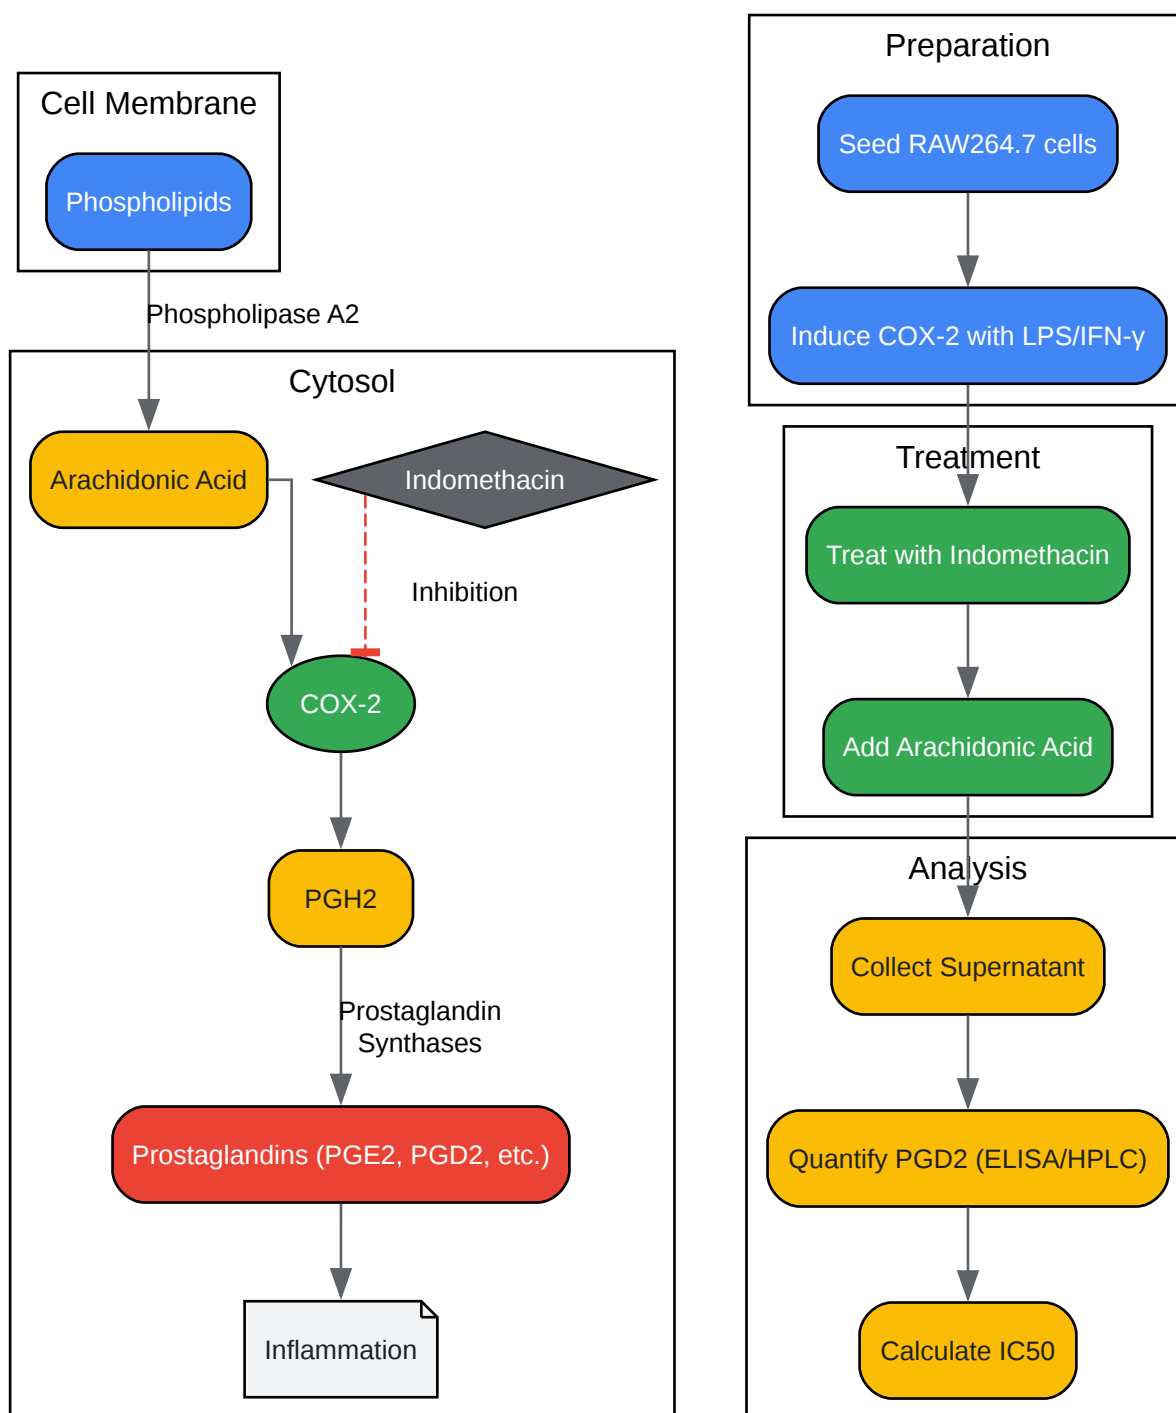 Cell Membrane
Phospholipids
Phospholipase A2
Cytosol
Arachidonic Acid
Indomethacin
Inhibition
COX-2
PGH2
Prostaglandin
Synthases
Prostaglandins (PGE2, PGD2, etc.)
Inflammation
Preparation
Seed RAW264.7 cells
Induce COX-2 with LPS/IFN-γ
Treatment
Treat with Indomethacin
Add Arachidonic Acid
Analysis
Collect Supernatant
Quantify PGD2 (ELISA/HPLC)
Calculate IC50